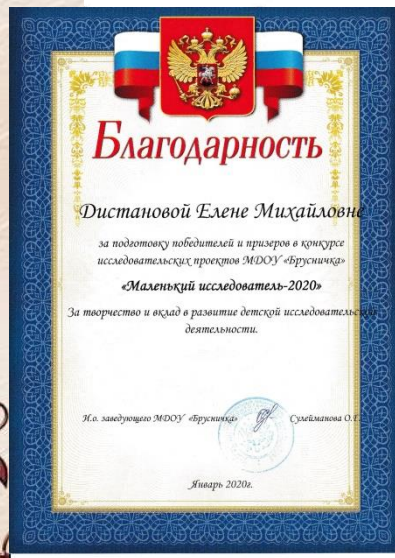 Благодарность
Дистановой Елене Михайловне
за подготовку победителей и призеров в конкурсе
исследовательских проектов МДОУ «Брусничка»
«Маленький исследователь-2020»
За творчество и вклад в развитие детской исследовательской
деятельности.
И.о. заведующего МДОУ «Брусничка» Сулейманова О.Г.
Январь 2020г.